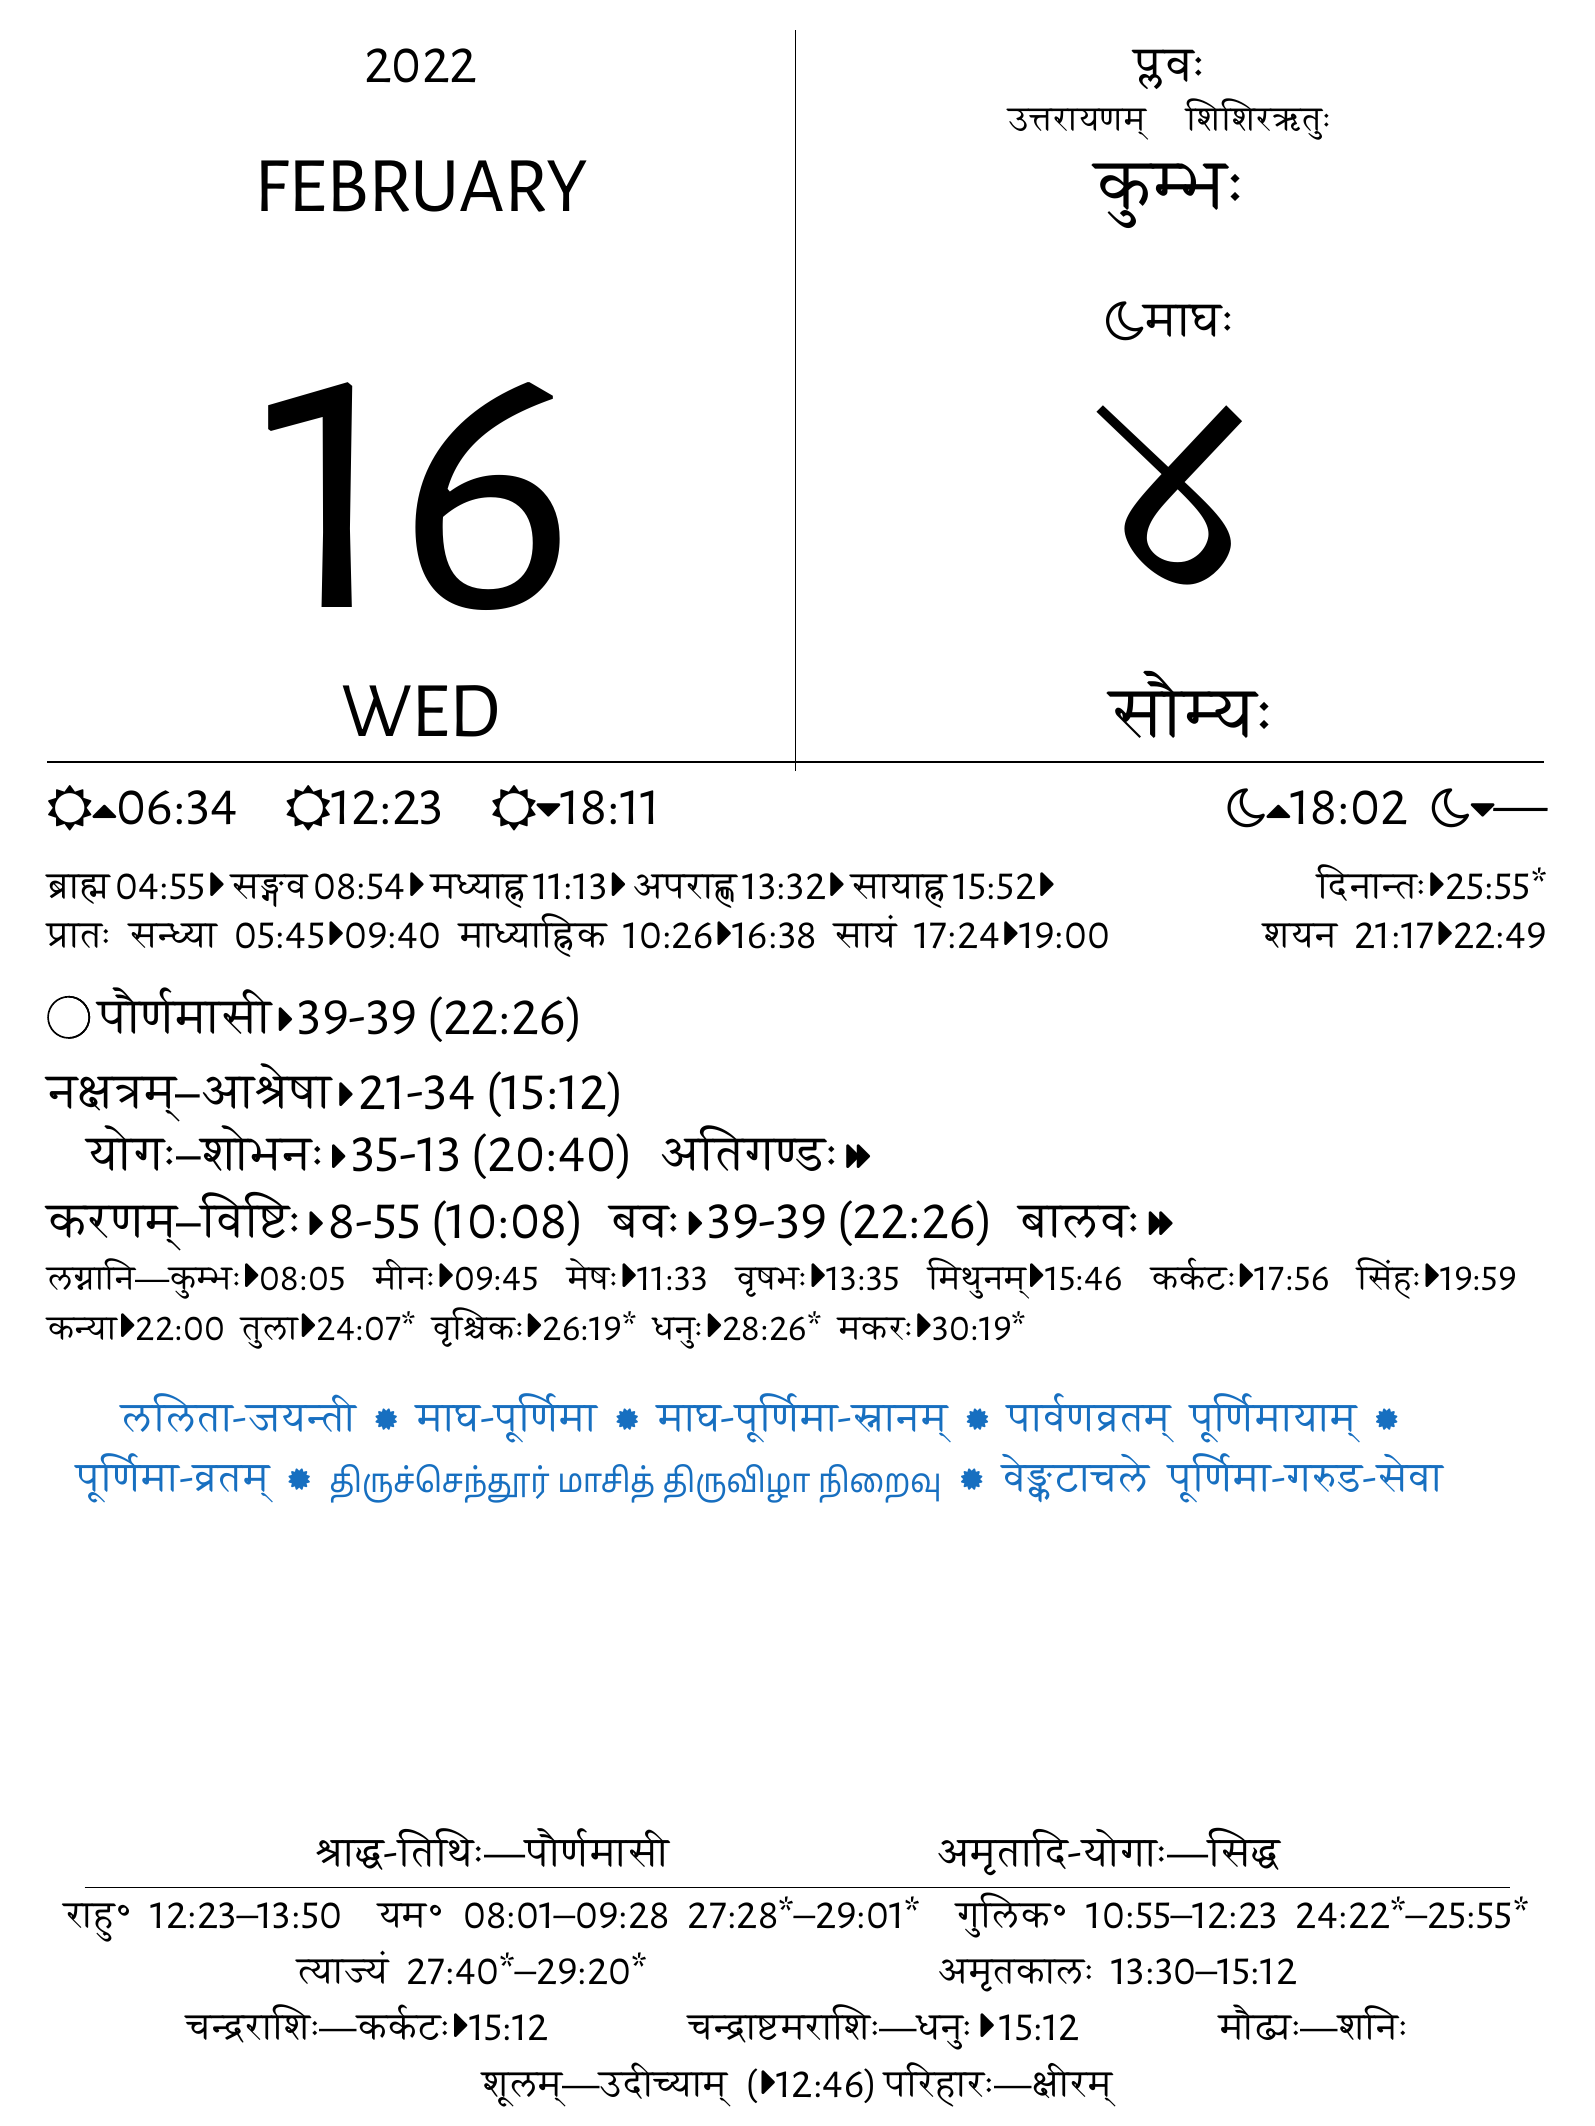 2022
FEBRUARY
16
WED
प्लवः
उत्तरायणम् शिशिरऋतुः
कुम्भः
माघः
४
सौम्यः
06:34 12:23 18:11 18:02 —
ब्राह्म 04:55 सङ्गव 08:54 मध्याह्न 11:13 अपराह्ण 13:32 सायाह्न 15:52 दिनान्तः 25:55*
प्रातः सन्ध्या 05:45 09:40 माध्याह्निक 10:26 16:38 सायं 17:24 19:00 शयन 21:17 22:49
पौर्णमासी 39-39 (22:26)
नक्षत्रम्–आश्रेषा 21-34 (15:12)
योगः–शोभनः 35-13 (20:40) अतिगण्डः
करणम्–विष्टिः 8-55 (10:08) बवः 39-39 (22:26) बालवः
लग्नानि—कुम्भः 08:05 मीनः 09:45 मेषः 11:33 वृषभः 13:35 मिथुनम् 15:46 कर्कटः 17:56 सिंहः 19:59
कन्या 22:00 तुला 24:07* वृश्चिकः 26:19* धनुः 28:26* मकरः 30:19*
ललिता-जयन्ती ✹ माघ-पूर्णिमा ✹ माघ-पूर्णिमा-स्नानम् ✹ पार्वणव्रतम् पूर्णिमायाम् ✹
पूर्णिमा-व्रतम् ✹ திருச்செந்தூர் மாசித் திருவிழா நிறைவு ✹ वेङ्कटाचले पूर्णिमा-गरुड-सेवा
श्राद्ध-तिथिः—पौर्णमासी अमृतादि-योगाः—सिद्ध
राहु॰ 12:23–13:50 यम॰ 08:01–09:28 27:28*–29:01* गुलिक॰ 10:55–12:23 24:22*–25:55*
त्याज्यं 27:40*–29:20* अमृतकालः 13:30–15:12
चन्द्रराशिः—कर्कटः 15:12 चन्द्राष्टमराशिः—धनुः 15:12 मौढ्यः—शनिः
शूलम्—उदीच्याम् (12:46) परिहारः—क्षीरम्